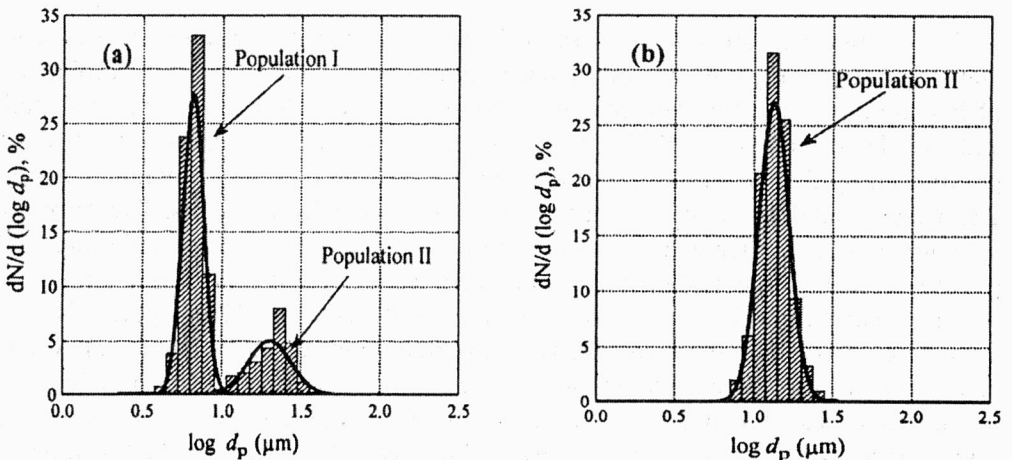 (a)
Population I
Population II
dN/d (log dp), %
35
30
25
20
15
10
5
0
0.0 0.5 1.0 1.5 2.0 2.5
log dp (μm)
(b)
Population II
dN/d (log dp), %
35
30
25
20
15
10
5
0
0.0 0.5 1.0 1.5 2.0 2.5
log dp (μm)